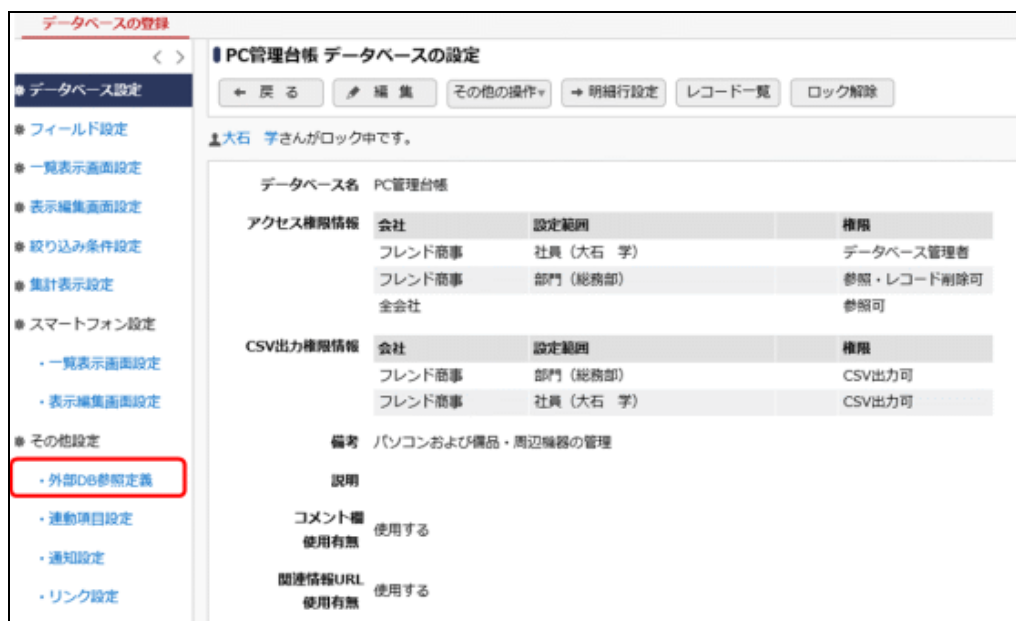 データベースの登録
< >
データベース設定
フィールド設定
一覧表示画面設定
表示編集画面設定
絞り込み条件設定
集計表示設定
スマートフォン設定
・一覧表示画面設定
・表示編集画面設定
その他設定
・外部DB参照定義
・連動項目設定
・通知設定
・リンク設定
PC管理台帳 データベースの設定
← 戻る 編集 その他の操作▾ → 明細行設定 レコード一覧 ロック解除
大石 学さんがロック中です。
データベース名 PC管理台帳
アクセス権限情報 会社 設定範囲 権限
フレンド商事 社員（大石 学） データベース管理者
フレンド商事 部門（総務部） 参照・レコード削除可
全会社 参照可
CSV出力権限情報 会社 設定範囲 権限
フレンド商事 部門（総務部） CSV出力可
フレンド商事 社員（大石 学） CSV出力可
備考 パソコンおよび備品・周辺機器の管理
説明
コメント欄
使用有無 使用する
関連情報URL
使用有無 使用する